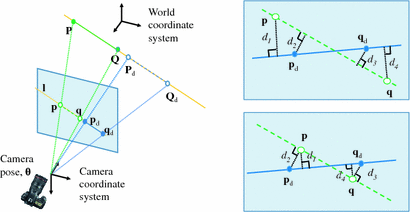 World
coordinate
system
P
Q
P_d
Q_d
l
p
q
p_d
q_d
Camera
pose, θ
Camera
coordinate
system
p
d_1
d_2
q_d
p_d
d_3
d_4
q
p
d_2
d_1
q_d
p_d
d_4
d_3
q